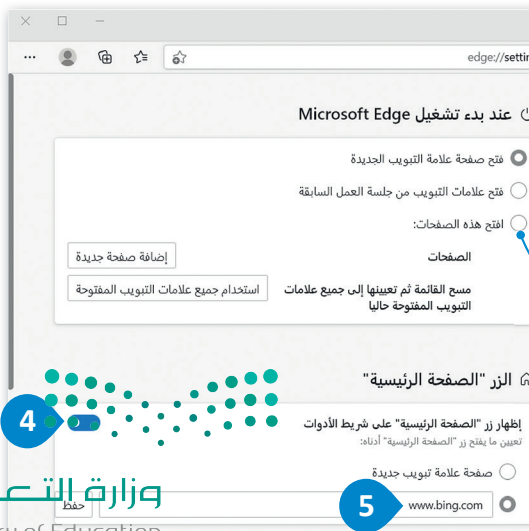 edge://settin
عند بدء تشغيل Microsoft Edge
فتح صفحة علامة التبويب الجديدة
فتح علامات التبويب من جلسة العمل السابقة
افتح هذه الصفحات:
الصفحات
إضافة صفحة جديدة
مسح القائمة ثم تعيينها إلى جميع علامات
التبويب المفتوحة حاليا
استخدام جميع علامات التبويب المفتوحة
الزر "الصفحة الرئيسية"
إظهار زر "الصفحة الرئيسية" على شريط الأدوات
4
تعيين ما يفتح زر "الصفحة الرئيسية" أدناه:
صفحة علامة تبويب جديدة
www.bing.com
5
حفظ
وزارة التـ
ry of Education